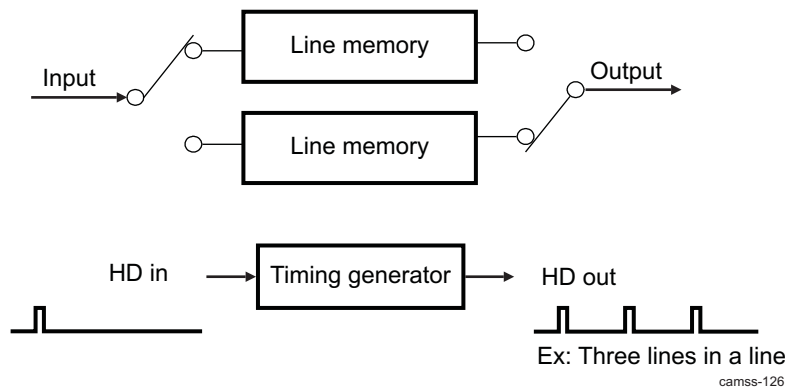 Line memory
Input
Output
Line memory
HD in
Timing generator
HD out
Ex: Three lines in a line
camss-126